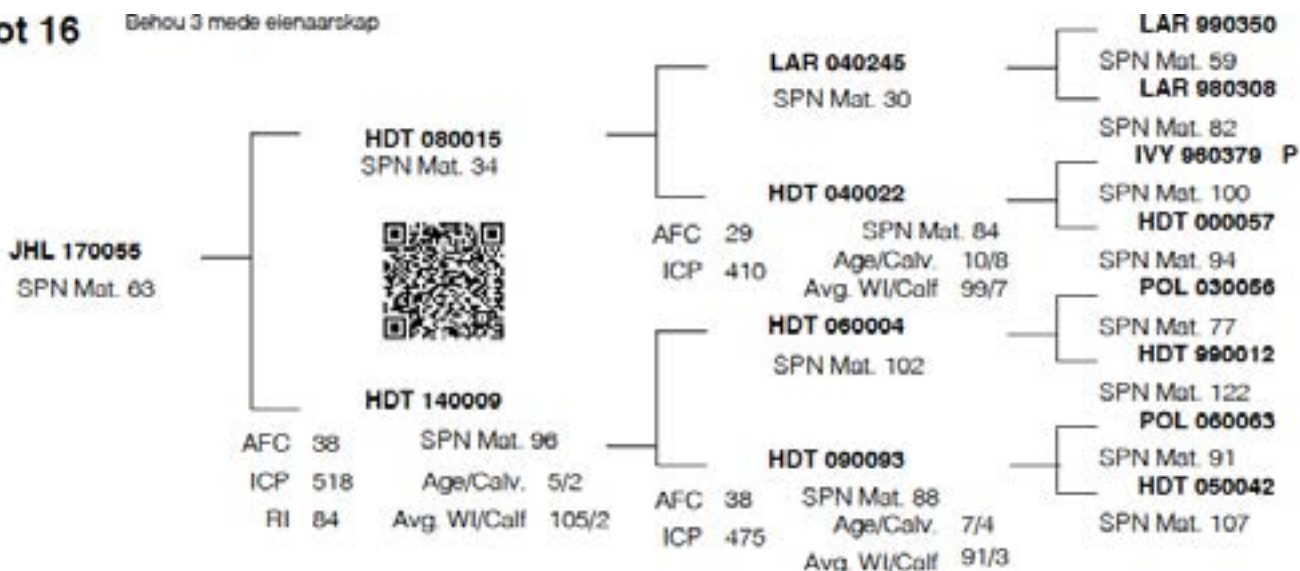 ot 16 Behou 3 mede eienaarskap
LAR 990350
LAR 040245 SPN Mat. 59
SPN Mat. 30 LAR 980308
HDT 080015 SPN Mat. 82
SPN Mat. 34 IVY 960379 P
HDT 040022 SPN Mat. 100
AFC 29 SPN Mat. 84 HDT 000057
JHL 170055 ICP 410 Age/Calv. 10/8 SPN Mat. 94
SPN Mat. 63 Avg. WI/Calf 99/7 POL 030056
HDT 060004 SPN Mat. 77
SPN Mat. 102 HDT 990012
HDT 140009 SPN Mat. 122
AFC 38 SPN Mat. 96 POL 060063
ICP 518 Age/Calv. 5/2 HDT 090093 SPN Mat. 91
RI 84 Avg. WI/Calf 105/2 AFC 38 SPN Mat. 88 HDT 050042
ICP 475 Age/Calv. 7/4 SPN Mat. 107
Avg. WI/Calf 91/3